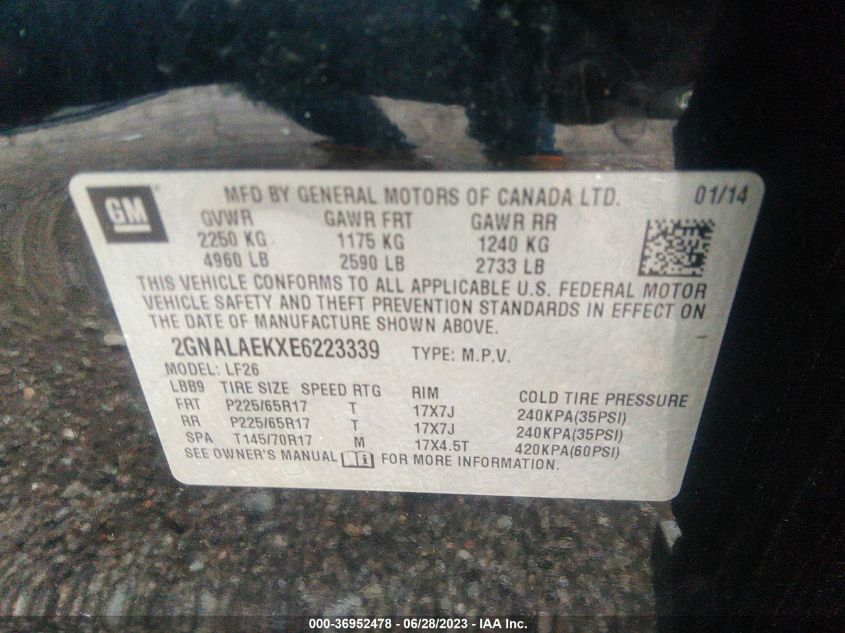 GM MFD BY GENERAL MOTORS OF CANADA LTD. 01/14
GVWR GAWR FRT GAWR RR
2250 KG 1175 KG 1240 KG
4960 LB 2590 LB 2733 LB
THIS VEHICLE CONFORMS TO ALL APPLICABLE U.S. FEDERAL MOTOR
VEHICLE SAFETY AND THEFT PREVENTION STANDARDS IN EFFECT ON
THE DATE OF MANUFACTURE SHOWN ABOVE.
2GNALAEKXE6223339 TYPE: M.P.V.
MODEL: LF26
LBB9 TIRE SIZE SPEED RTG RIM COLD TIRE PRESSURE
FRT P225/65R17 T 17X7J 240KPA(35PSI)
RR P225/65R17 T 17X7J 240KPA(35PSI)
SPA T145/70R17 M 17X4.5T 420KPA(60PSI)
SEE OWNER'S MANUAL FOR MORE INFORMATION.
000-36952478 - 06/28/2023 - IAA Inc.